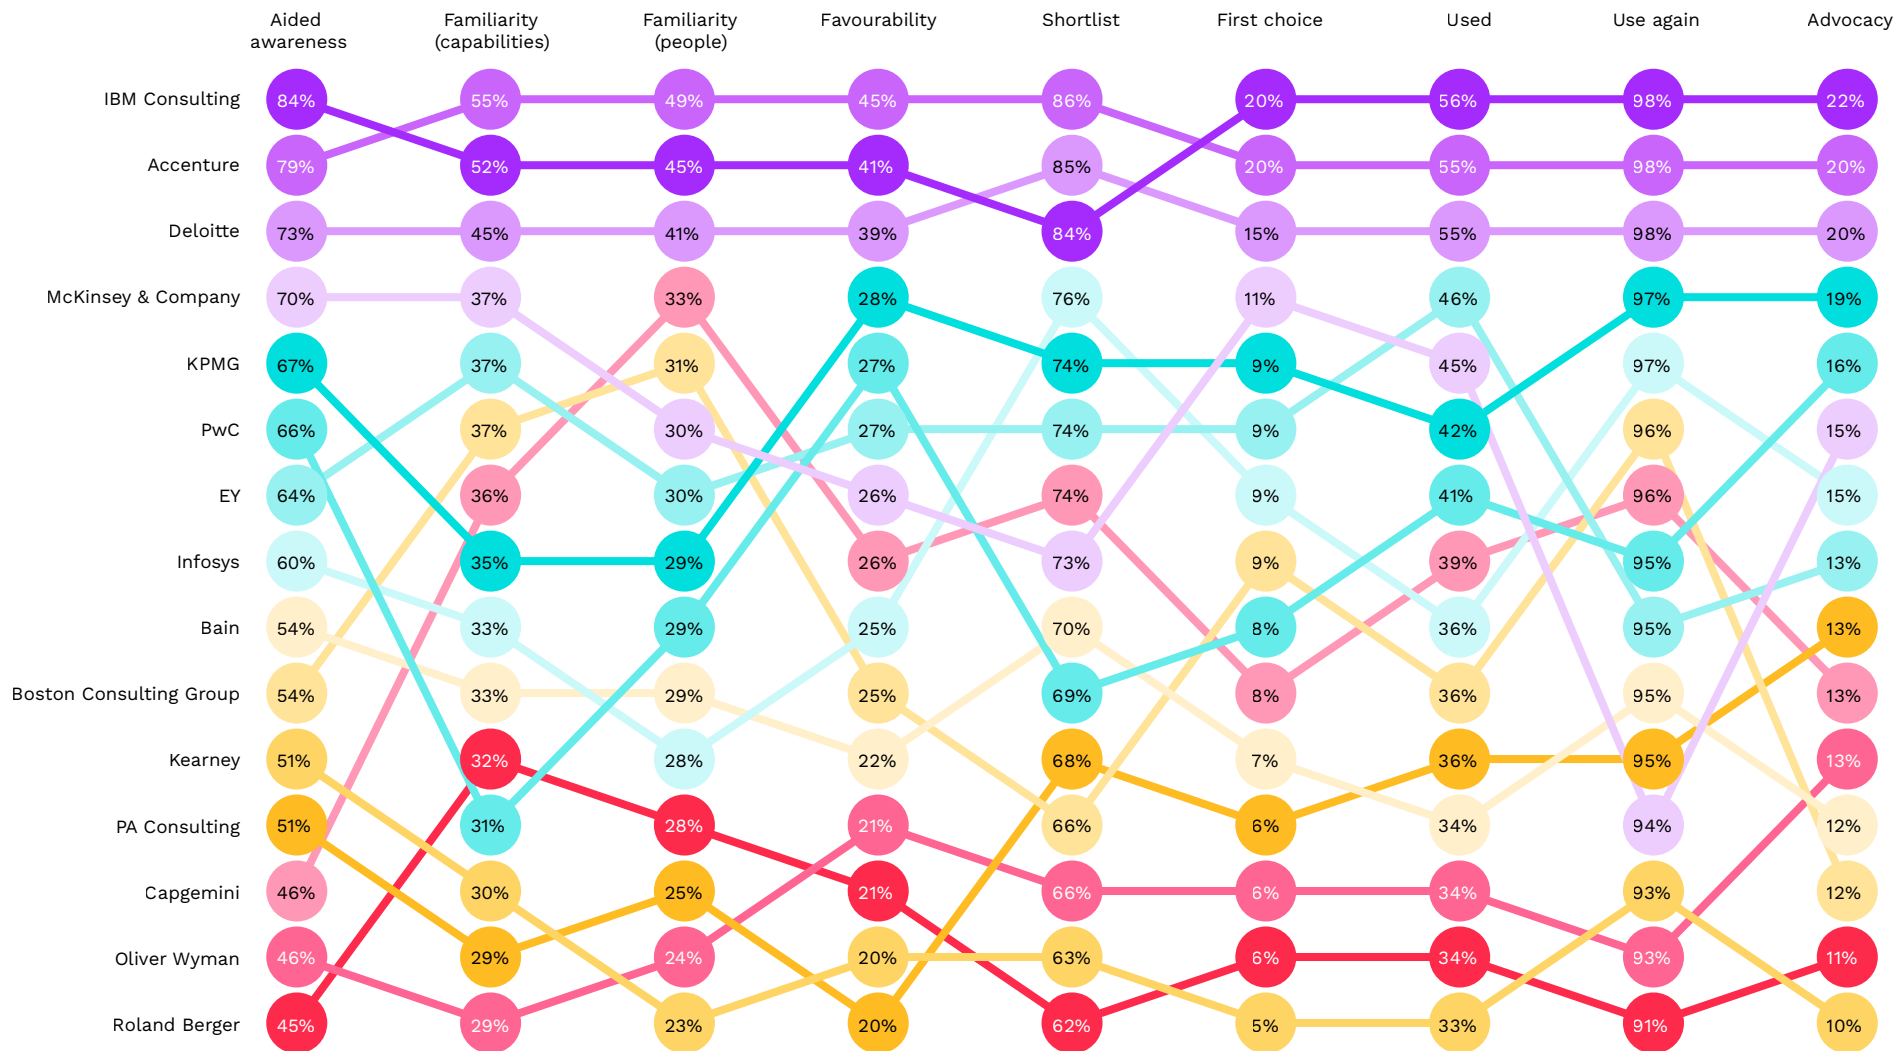 Aided
awareness
Familiarity
(capabilities)
Familiarity
(people)
Favourability
Shortlist
First choice
Used
Use again
Advocacy
IBM Consulting 84% 55% 49% 45% 86% 20% 56% 98% 22%
Accenture 79% 52% 45% 41% 85% 20% 55% 98% 20%
Deloitte 73% 45% 41% 39% 84% 15% 55% 98% 20%
McKinsey & Company 70% 37% 33% 28% 76% 11% 46% 97% 19%
KPMG 67% 37% 31% 27% 74% 9% 45% 97% 16%
PwC 66% 37% 30% 27% 74% 9% 42% 96% 15%
EY 64% 36% 30% 26% 74% 9% 41% 96% 15%
Infosys 60% 35% 29% 26% 73% 9% 39% 95% 13%
Bain 54% 33% 29% 25% 70% 8% 36% 95% 13%
Boston Consulting Group 54% 33% 29% 25% 69% 8% 36% 95% 13%
Kearney 51% 32% 28% 22% 68% 7% 36% 95% 13%
PA Consulting 51% 31% 28% 21% 66% 6% 34% 94% 12%
Capgemini 46% 30% 25% 21% 66% 6% 34% 93% 12%
Oliver Wyman 46% 29% 24% 20% 63% 6% 34% 93% 11%
Roland Berger 45% 29% 23% 20% 62% 5% 33% 91% 10%